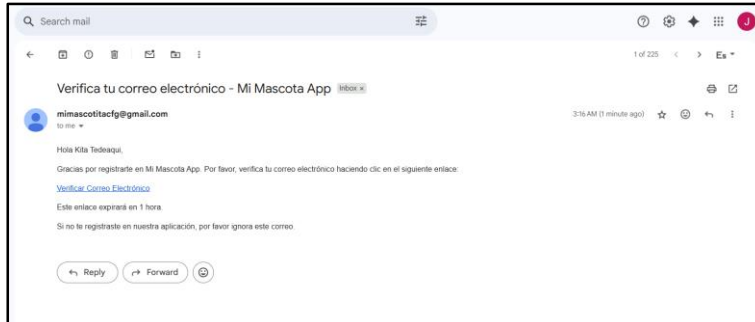 Search mail
J
1 of 225
Es
Verifica tu correo electrónico - Mi Mascota App Inbox x
mimascotitacfg@gmail.com 3:16 AM (1 minute ago)
to me
Hola Kita Tedeaqui,
Gracias por registrarte en Mi Mascota App. Por favor, verifica tu correo electrónico haciendo clic en el siguiente enlace:
Verificar Correo Electrónico
Este enlace expirará en 1 hora.
Si no te registraste en nuestra aplicación, por favor ignora este correo.
Reply Forward